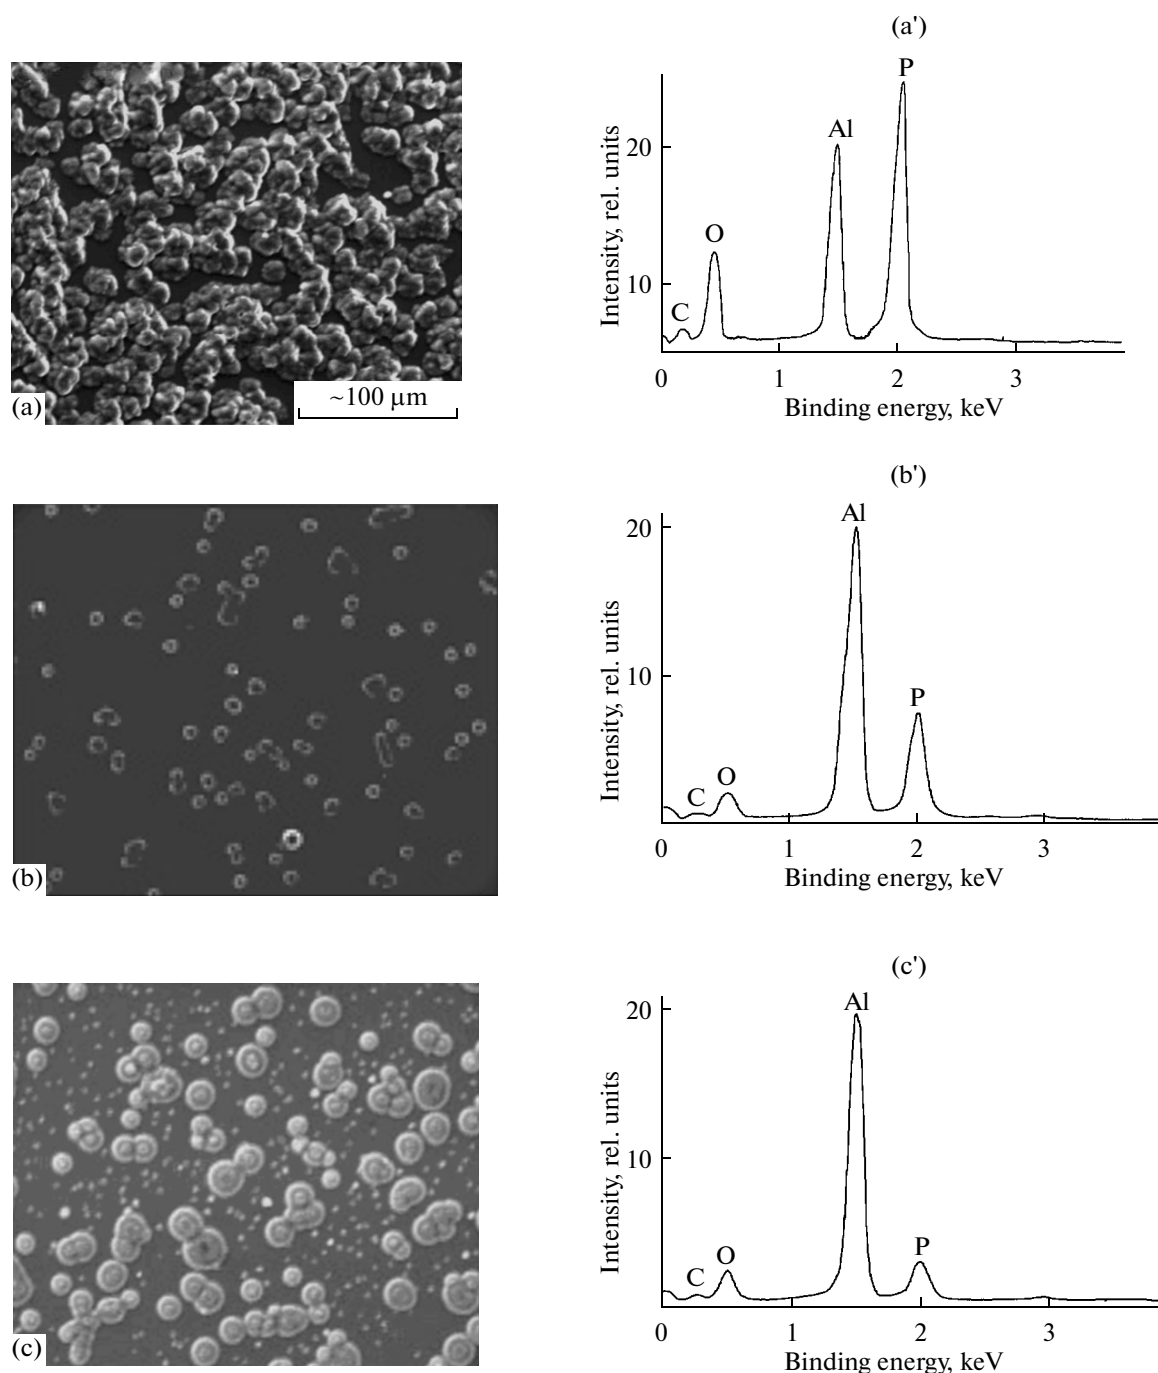 (a')
P
Al
20
O
10
C
Intensity, rel. units
0 1 2 3
Binding energy, keV
~100 μm
(a)
(b')
Al
20
10
P
O
C
Intensity, rel. units
0 1 2 3
Binding energy, keV
(b)
(c')
Al
20
10
P
O
C
Intensity, rel. units
0 1 2 3
Binding energy, keV
(c)